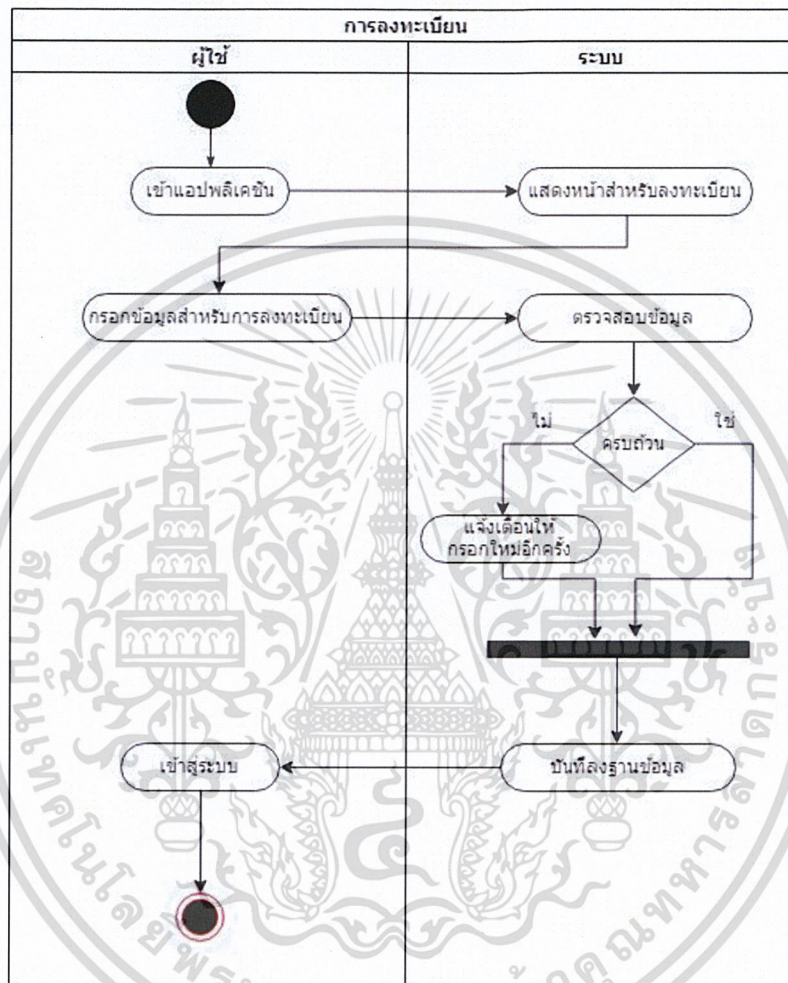 การลงทะเบียน
ผู้ใช้
ระบบ
เข้าแอปพลิเคชัน
แสดงหน้าสำหรับลงทะเบียน
กรอกข้อมูลสำหรับการลงทะเบียน
ตรวจสอบข้อมูล
ไม่
ครบถ้วน
ใช่
แจ้งเตือนให้
กรอกใหม่อีกครั้ง
เข้าสู่ระบบ
บันทึลงฐานข้อมูล